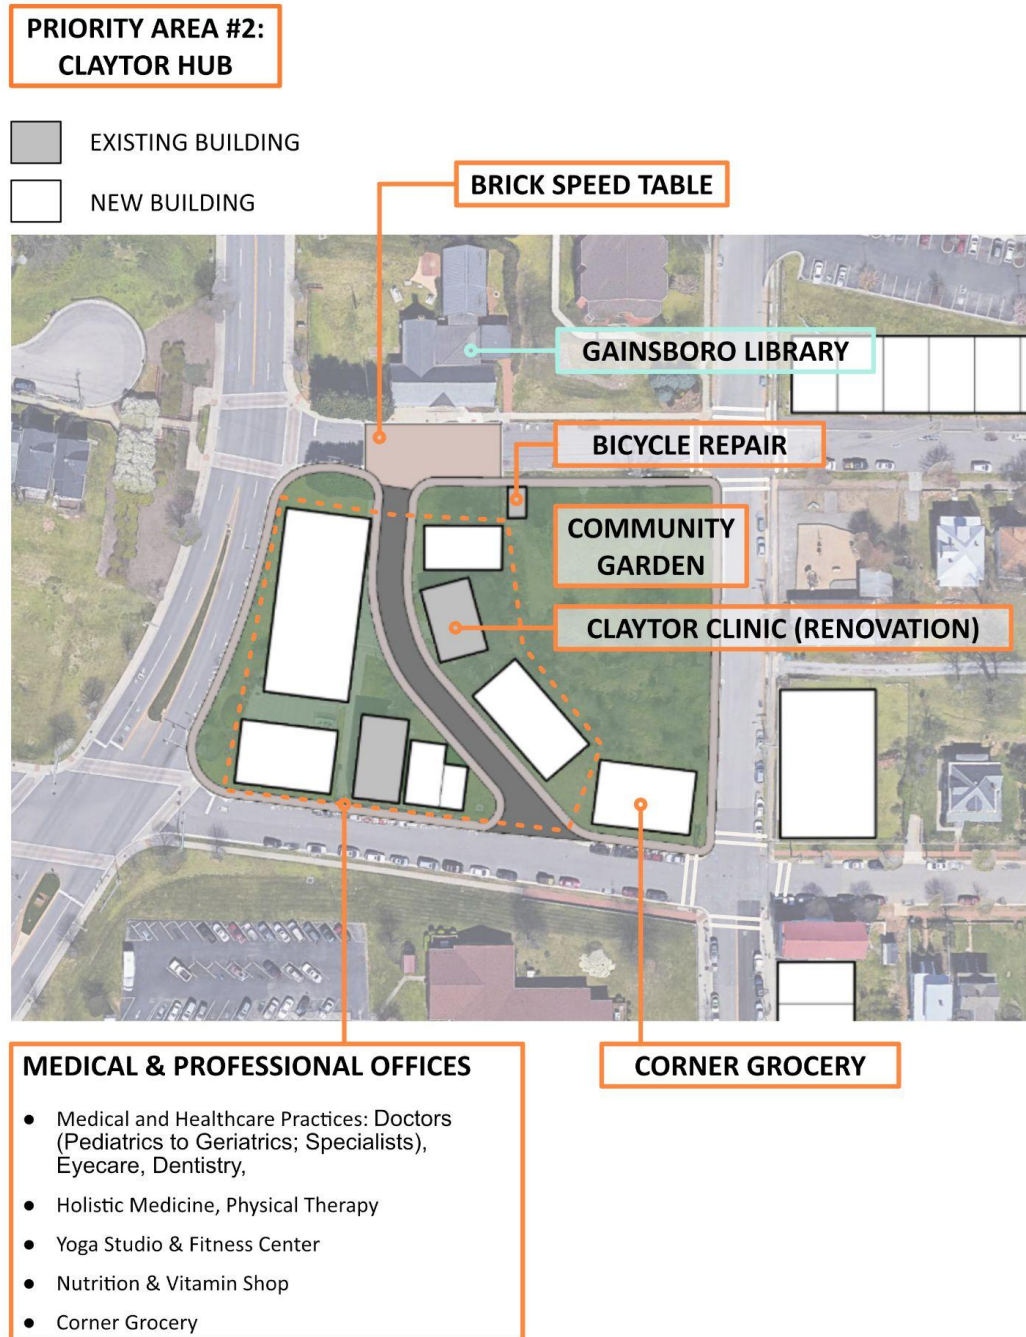 PRIORITY AREA #2:
CLAYTOR HUB
EXISTING BUILDING
NEW BUILDING
BRICK SPEED TABLE
GAINSBORO LIBRARY
BICYCLE REPAIR
COMMUNITY
GARDEN
CLAYTOR CLINIC (RENOVATION)
MEDICAL & PROFESSIONAL OFFICES
● Medical and Healthcare Practices: Doctors
(Pediatrics to Geriatrics; Specialists),
Eyecare, Dentistry,
● Holistic Medicine, Physical Therapy
● Yoga Studio & Fitness Center
● Nutrition & Vitamin Shop
● Corner Grocery
CORNER GROCERY